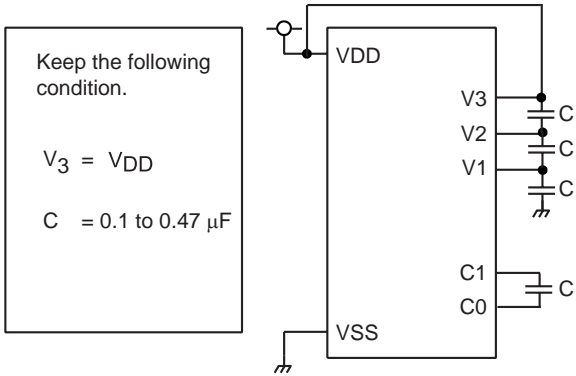 Keep the following
condition.
V3 = VDD
C = 0.1 to 0.47 μF
VDD
V3
C
V2
C
V1
C
C1
C
C0
VSS